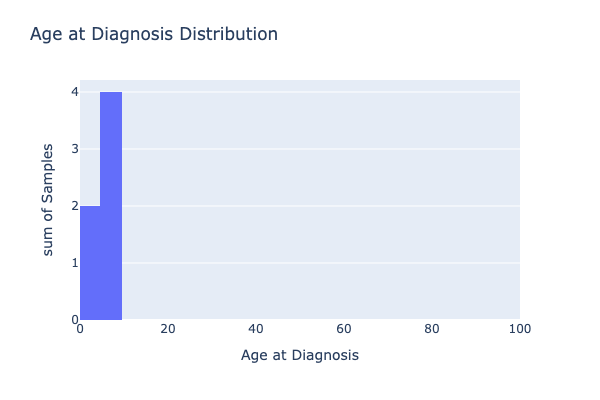 Age at Diagnosis Distribution
sum of Samples
4
3
2
1
0
0 20 40 60 80 100
Age at Diagnosis